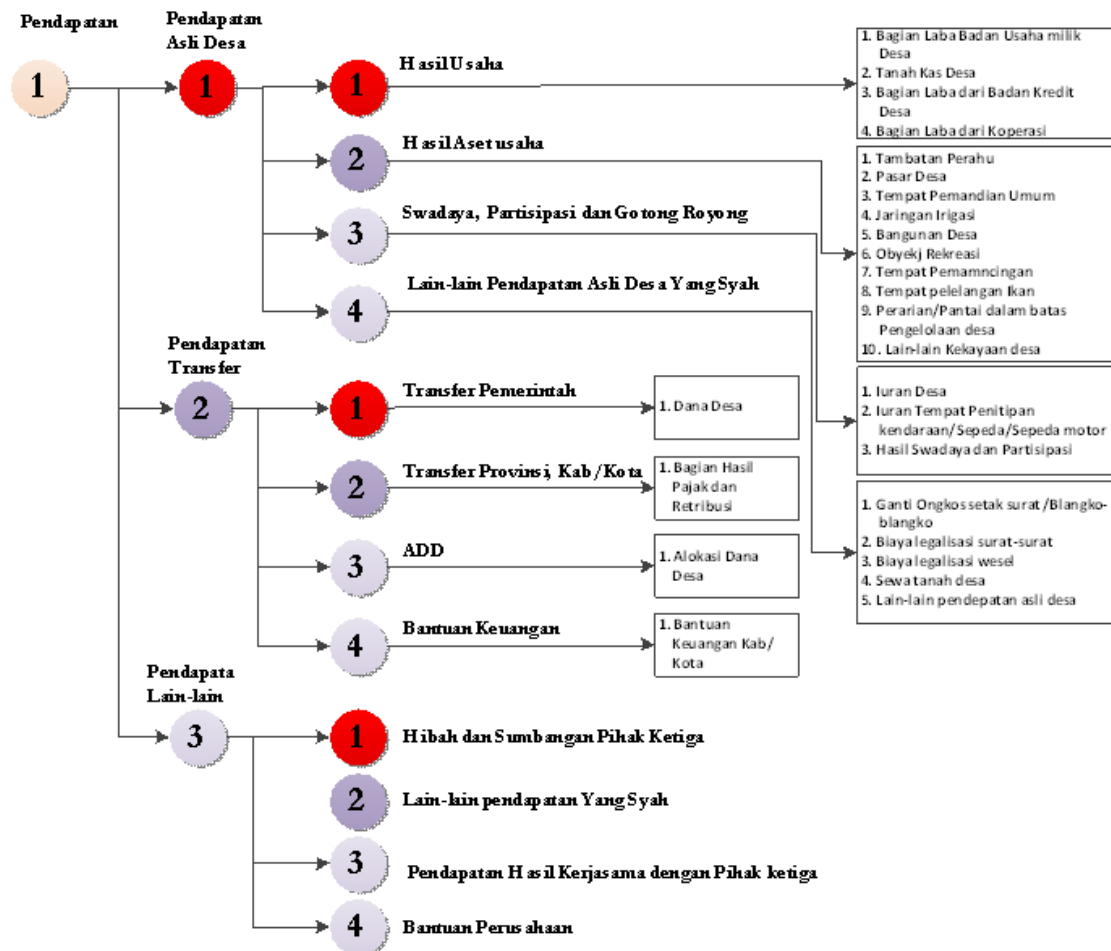 Pendapatan
1
Pendapatan
Asli Desa
1
1
Hasil Usaha
1. Bagian Laba Badan Usaha milik
Desa
2. Tanah Kas Desa
3. Bagian Laba dari Badan Kredit
Desa
4. Bagian Laba dari Koperasi
2
Hasil Aset usaha
1. Tambatan Perahu
2. Pasar Desa
3. Tempat Pemandian Umum
4. Jaringan Irigasi
5. Bangunan Desa
6. Obyekj Rekreasi
7. Tempat Pemamncingan
8. Tempat pelelangan Ikan
9. Perarian/Pantai dalam batas
Pengelolaan desa
10. Lain-lain Kekayaan desa
3
Swadaya, Partisipasi dan Gotong Royong
1. Iuran Desa
2. Iuran Tempat Penitipan
kendaraan/Sepeda/Sepeda motor
3. Hasil Swadaya dan Partisipasi
4
Lain-lain Pendapatan Asli Desa Yang Syah
1. Ganti Ongkos setak surat/Blangko-
blangko
2. Biaya legalisasi surat-surat
3. Biaya legalisasi wesel
4. Sewa tanah desa
5. Lain-lain pendepatan asli desa
Pendapatan
Transfer
2
1
Transfer Pemerintah
1. Dana Desa
2
Transfer Provinsi, Kab/Kota
1. Bagian Hasil
Pajak dan
Retribusi
3
ADD
1. Alokasi Dana
Desa
4
Bantuan Keuangan
1. Bantuan
Keuangan Kab/
Kota
Pendapata
Lain-lain
3
1
Hibah dan Sumbangan Pihak Ketiga
2
Lain-lain pendapatan Yang Syah
3
Pendapatan Hasil Kerjasama dengan Pihak ketiga
4
Bantuan Perusahaan